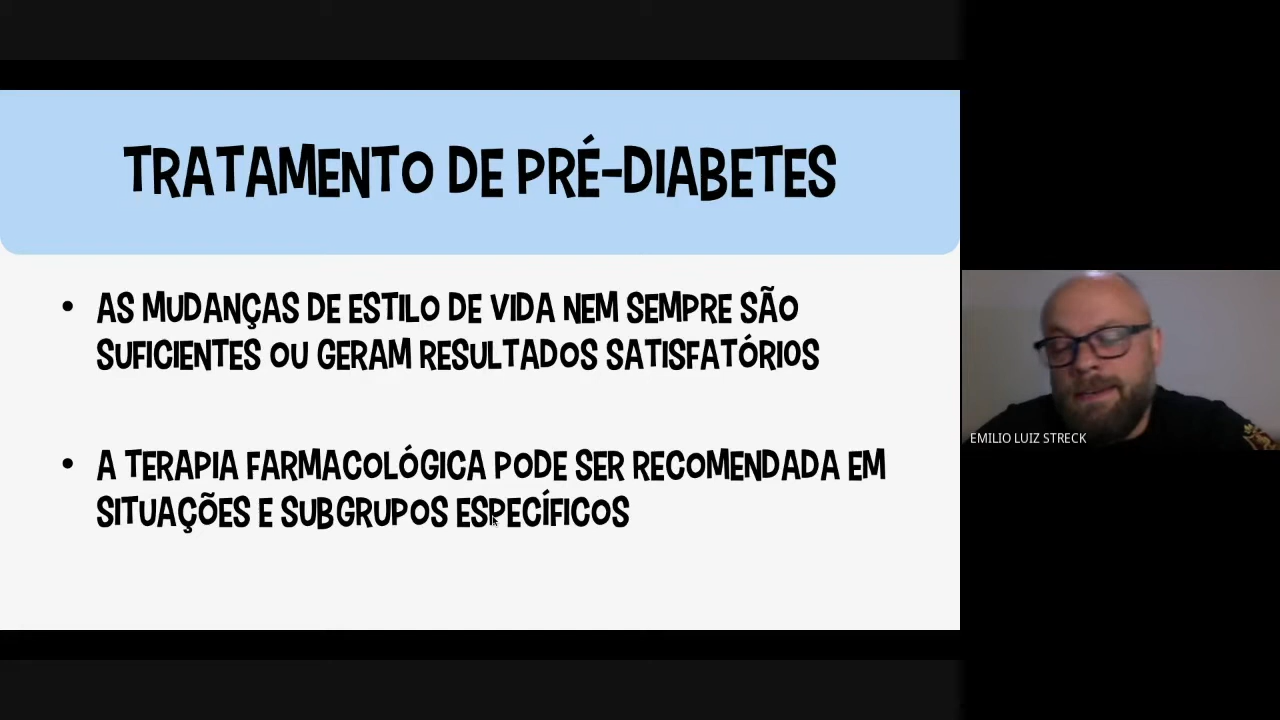 TRATAMENTO DE PRÉ-DIABETES
• AS MUDANÇAS DE ESTILO DE VIDA NEM SEMPRE SÃO
SUFICIENTES OU GERAM RESULTADOS SATISFATÓRIOS
• A TERAPIA FARMACOLÓGICA PODE SER RECOMENDADA EM
SITUAÇÕES E SUBGRUPOS ESPECÍFICOS
EMILIO LUIZ STRECK